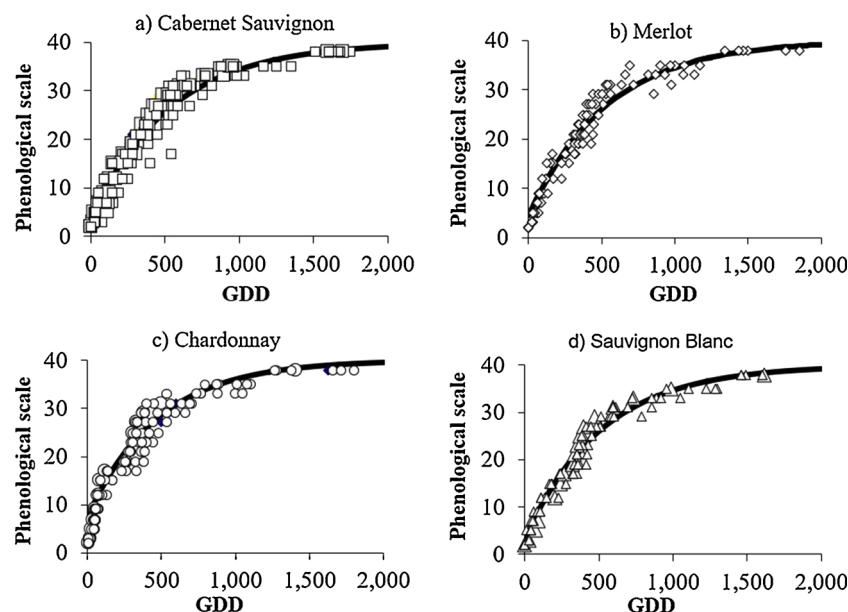 a) Cabernet Sauvignon
Phenological scale
40
30
20
10
0
0 500 1,000 1,500 2,000
GDD
b) Merlot
Phenological scale
40
30
20
10
0
0 500 1,000 1,500 2,000
GDD
c) Chardonnay
Phenological scale
40
30
20
10
0
0 500 1,000 1,500 2,000
GDD
d) Sauvignon Blanc
Phenological scale
40
30
20
10
0
0 500 1,000 1,500 2,000
GDD